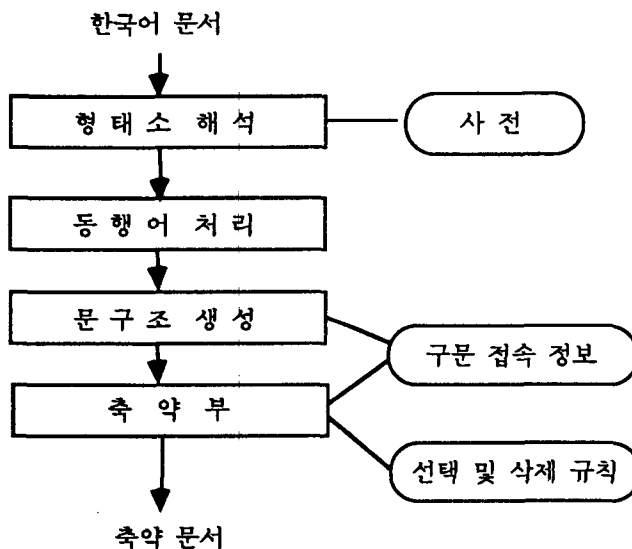 한국어 문서
형태소 해석
사 전
동행어 처리
문구조 생성
구문 접속 정보
축 약 부
선택 및 삭제 규칙
축약 문서